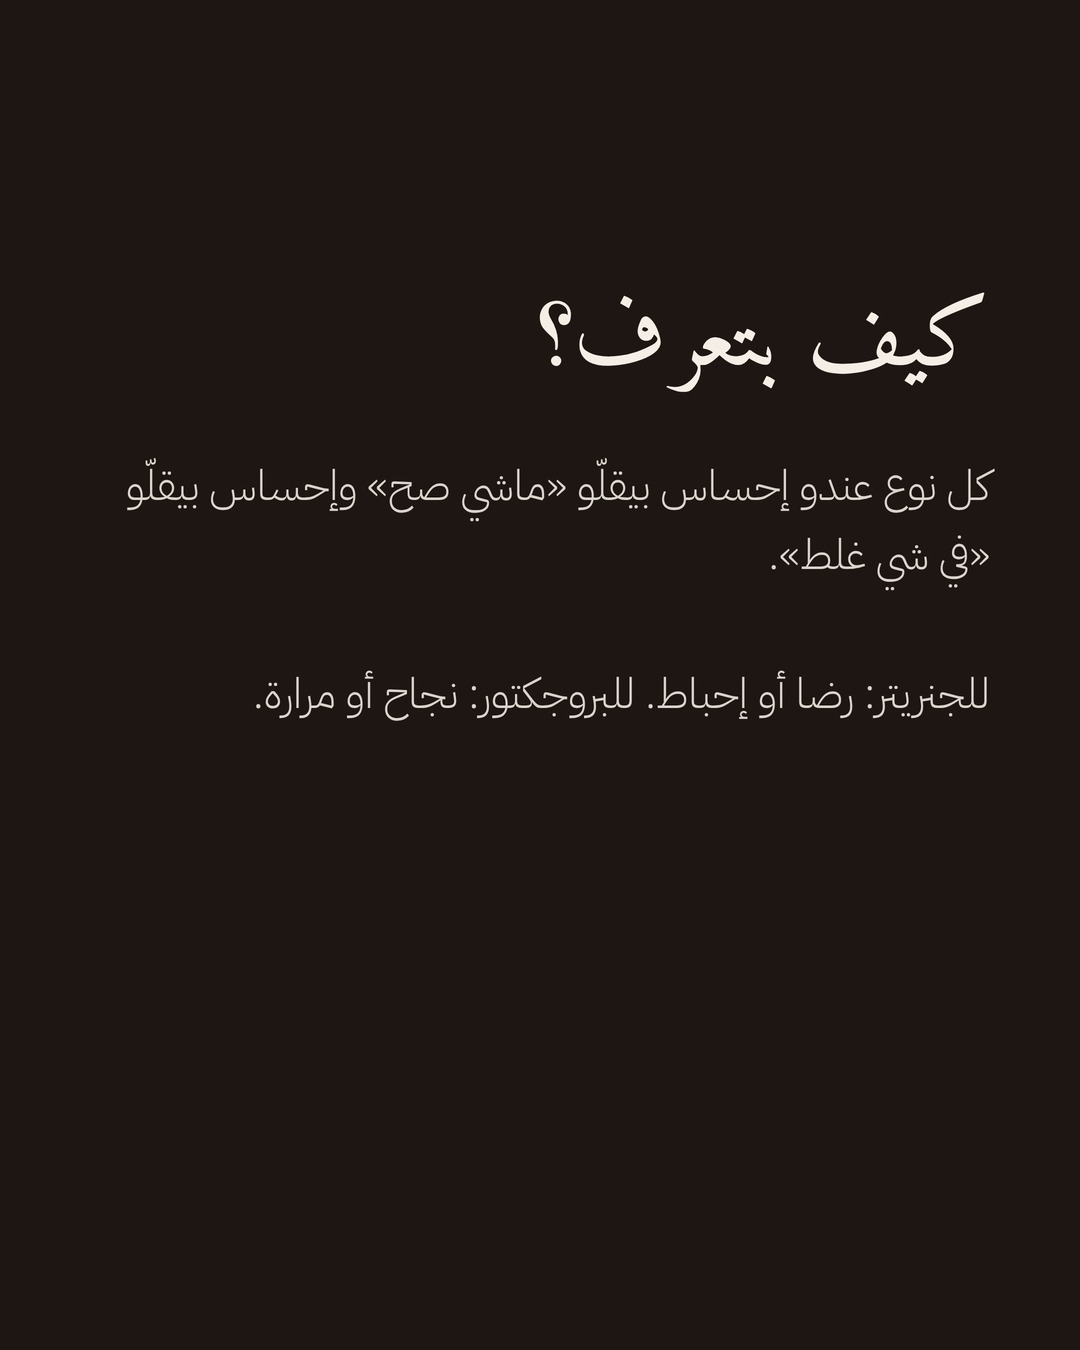 كيف بتعرف؟
كل نوع عندو إحساس بيقلّو «ماشي صح» وإحساس بيقلّو
«في شي غلط».
للجنريتر: رضا أو إحباط. للبروجكتور: نجاح أو مرارة.